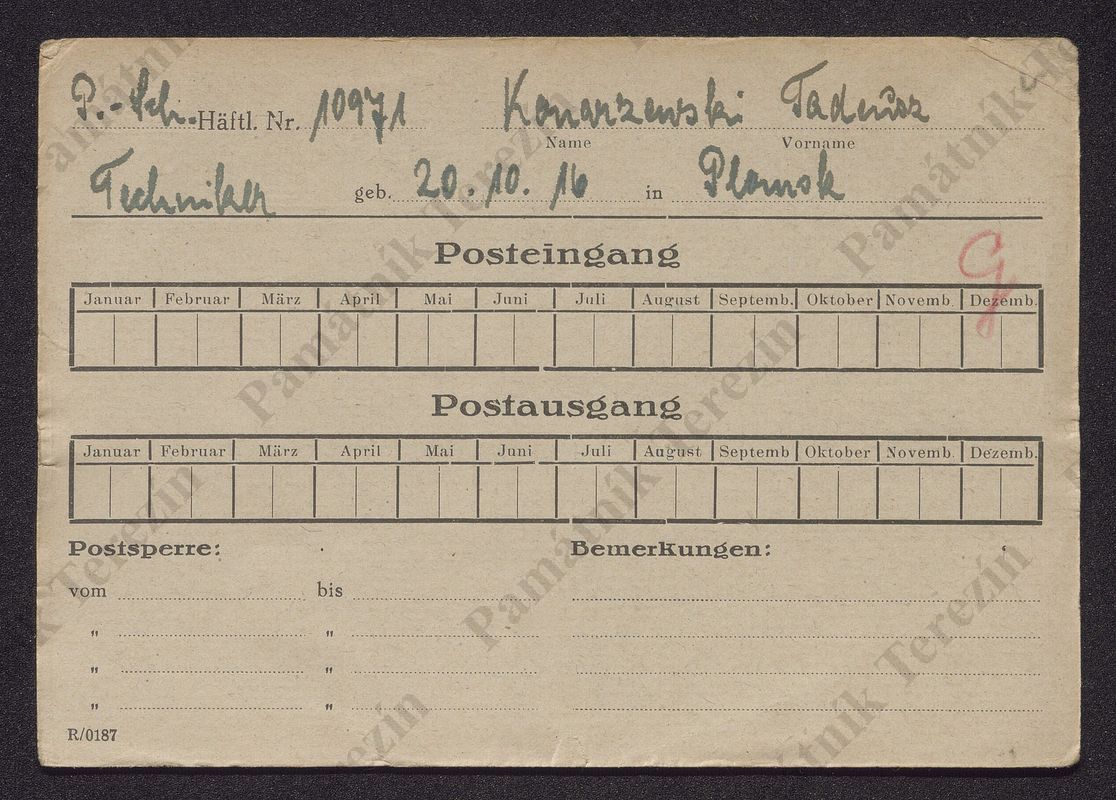 P.-Sch. Häftl. Nr. 10971 Konarzewski Tadeusz
Name Vorname
Techniker geb. 20.10.16 in Plonsk
G
Posteingang
Januar Februar März April Mai Juni Juli August Septemb. Oktober Novemb. Dezemb.
Postausgang
Januar Februar März April Mai Juni Juli August Septemb Oktober Novemb. Dezemb.
Postsperre: Bemerkungen:
vom bis
" "
" "
" "
R/0187
Památník Terezín